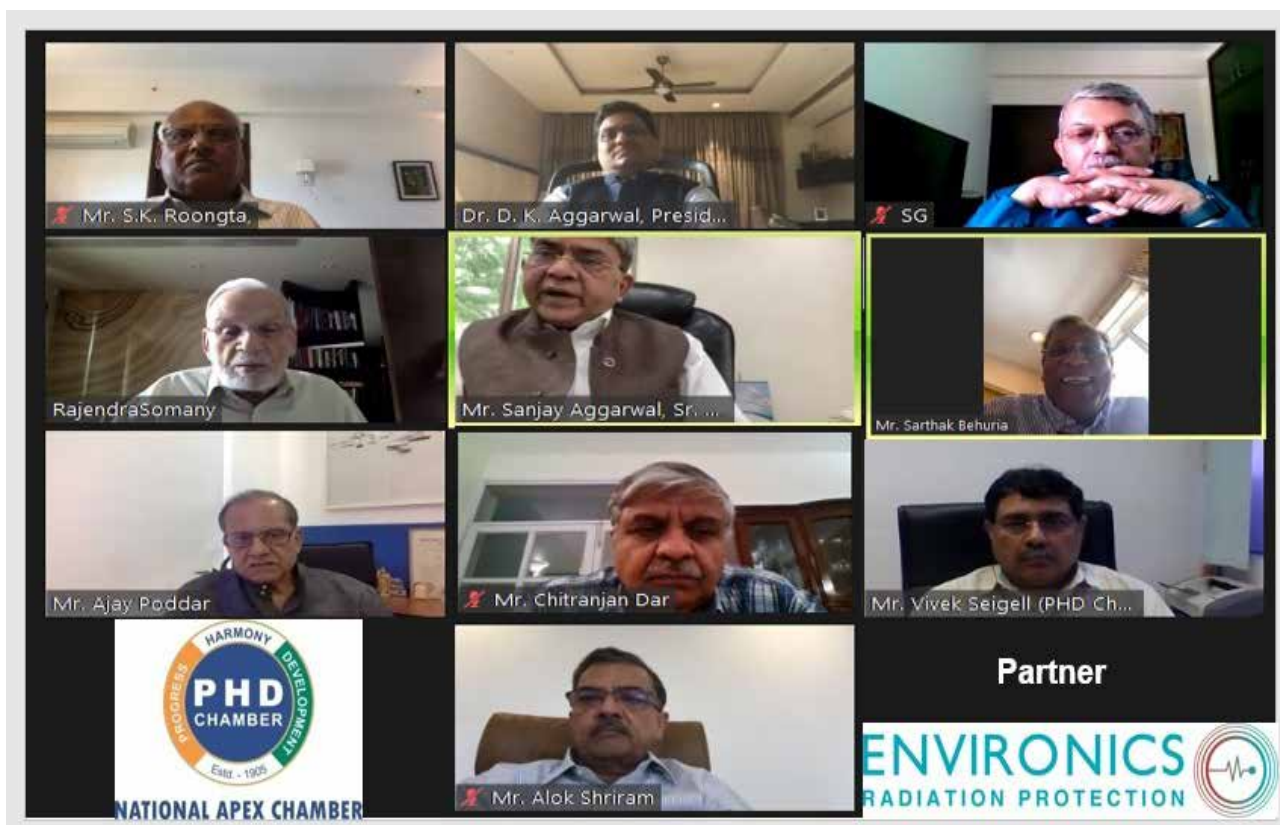 Mr. S.K. Roongta,
Dr. D. K. Aggarwal, Presid...
SG
RajendraSomany
Mr. Sanjay Aggarwal, Sr. ...
Mr. Sarthak Behuria
Mr. Ajay Poddar
Mr. Chitranjan Dar
Mr. Vivek Seigell (PHD Ch...
PROGRESS
HARMONY
DEVELOPMENT
PHD
CHAMBER
Estd. - 1905
NATIONAL APEX CHAMBER
Mr. Alok Shriram
Partner
ENVIRONICS
RADIATION PROTECTION